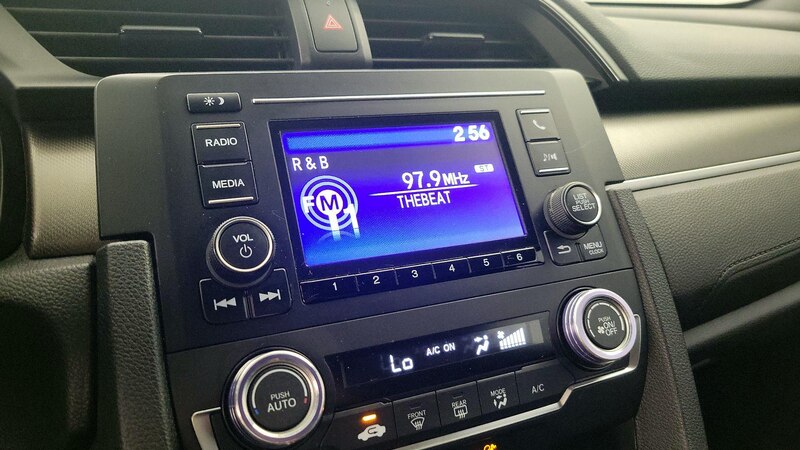 RADIO
MEDIA
VOL
2:56
R & B
ST
97.9 MHz
THEBEAT
FM
1 2 3 4 5 6
LIST
PUSH
SELECT
MENU
CLOCK
Lo
A/C ON
PUSH
AUTO
FRONT
REAR
MODE
A/C
PUSH
ON/
OFF